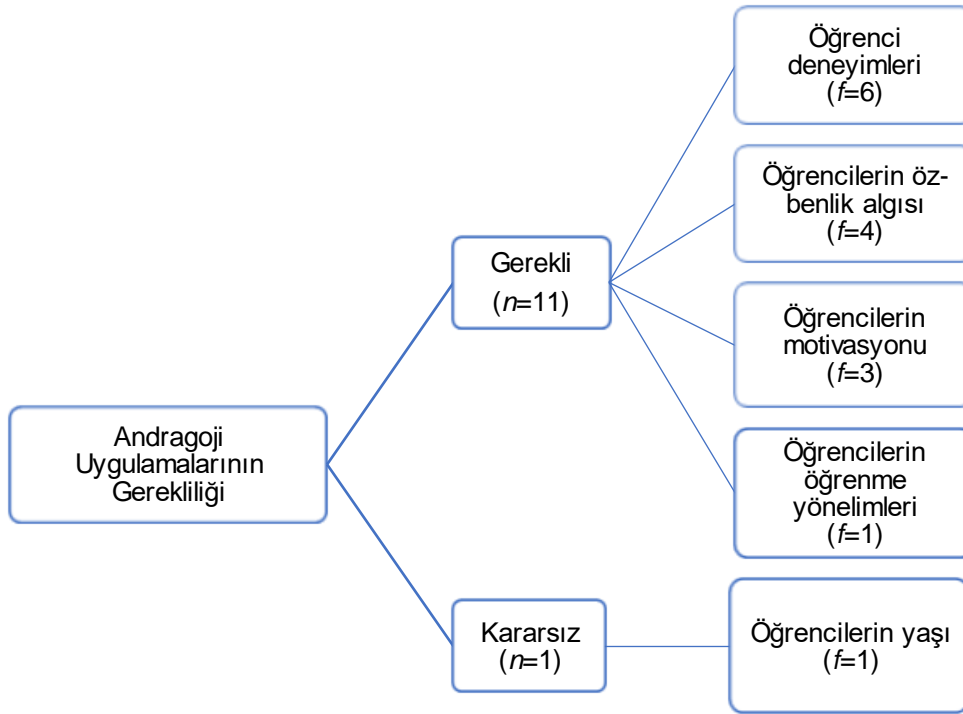 Andragoji
Uygulamalarının
Gerekliliği
Gerekli
(n=11)
Öğrenci
deneyimleri
(f=6)
Öğrencilerin öz-
benlik algısı
(f=4)
Öğrencilerin
motivasyonu
(f=3)
Öğrencilerin
öğrenme
yönelimleri
(f=1)
Kararsız
(n=1)
Öğrencilerin yaşı
(f=1)